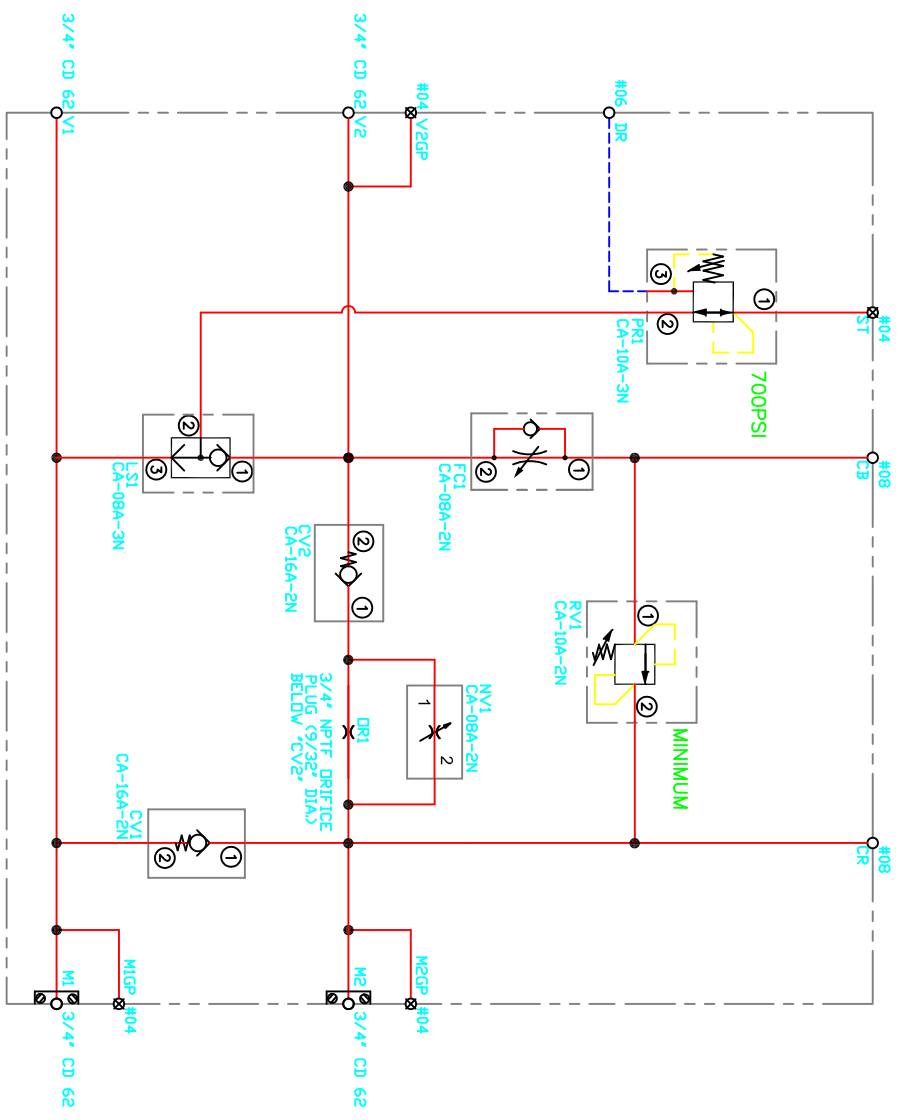 3/4" CD 62
V1
3/4" CD 62
V2
#04
V2GP
#06
DR
3
1
2
PR1
CA-10A-3N
700PSI
#04
ST
2
1
3
LS1
CA-08A-3N
2
1
FC1
CA-08A-2N
#08
CB
2
1
CV2
CA-16A-2N
1
2
RV1
CA-10A-2N
MINIMUM
NV1
CA-08A-2N
1
2
OR1
3/4" NPTF ORIFICE
PLUG (9/32" DIA.)
BELOW "CV2"
CV1
CA-16A-2N
2
1
#08
CR
M1
3/4" CD 62
M1GP
#04
M2
3/4" CD 62
M2GP
#04